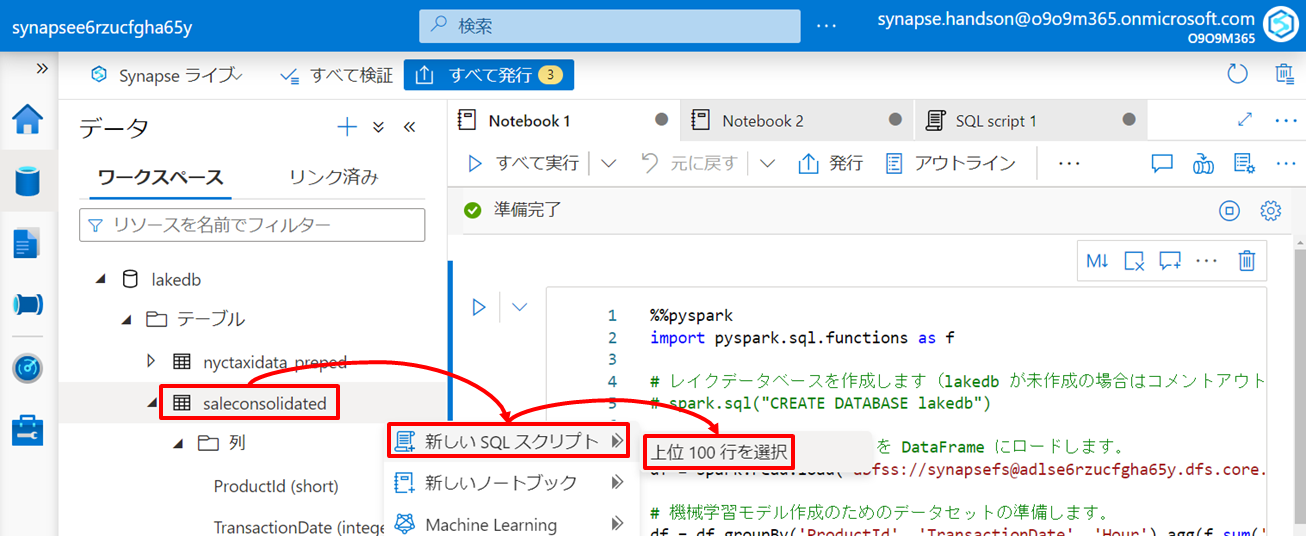 synapsee6rzucfgha65y
検索
synapse.handson@o9o9m365.onmicrosoft.com
O9O9M365
Synapse ライブ
すべて検証
すべて発行 3
データ
ワークスペース
リンク済み
リソースを名前でフィルター
lakedb
テーブル
nyctaxidata_preped
saleconsolidated
列
ProductId (short)
TransactionDate (intege
新しい SQL スクリプト
新しいノートブック
Machine Learning
上位 100 行を選択
Notebook 1
Notebook 2
SQL script 1
すべて実行
元に戻す
発行
アウトライン
準備完了
M↓
1 %%pyspark
2 import pyspark.sql.functions as f
3
4 # レイクデータベースを作成します（lakedb が未作成の場合はコメントアウト
5 # spark.sql("CREATE DATABASE lakedb")
を DataFrame にロードします。
df = spark.read.load('abfss://synapsefs@adlse6rzucfgha65y.dfs.core.
# 機械学習モデル作成のためのデータセットの準備します。
df = df.groupBy('ProductId', 'TransactionDate', 'Hour').agg(f.sum('